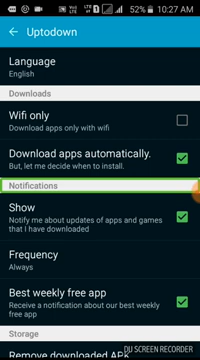 52% 10:27 AM
Uptodown
Language
English
Downloads
Wifi only
Download apps only with wifi
Download apps automatically.
But, let me decide when to install.
Notifications
Show
Notify me about updates of apps and games
that I have downloaded
Frequency
Always
Best weekly free app
Receive a notification about our best weekly
free app
Storage
Remove downloaded APK
DU SCREEN RECORDER